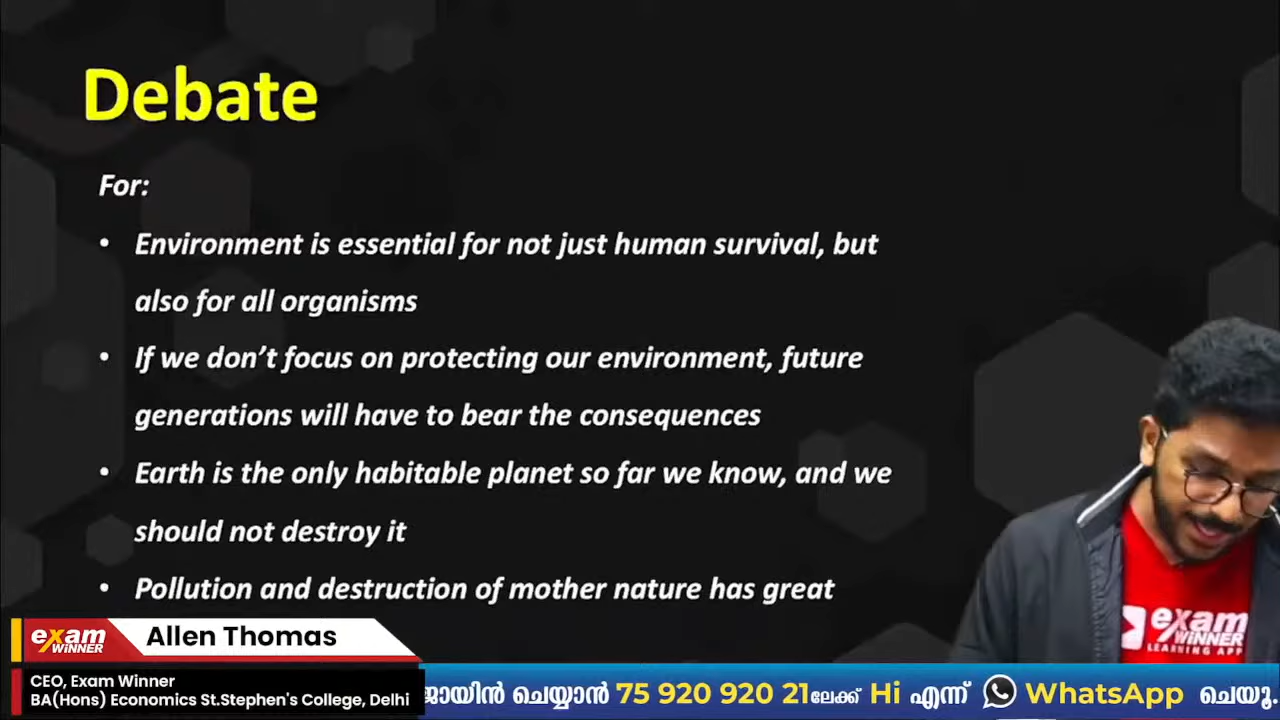 Debate
For:
• Environment is essential for not just human survival, but
also for all organisms
• If we don't focus on protecting our environment, future
generations will have to bear the consequences
• Earth is the only habitable planet so far we know, and we
should not destroy it
• Pollution and destruction of mother nature has great
exam
WiNNER
LEARNING APP
exam
WiNNER
Allen Thomas
CEO, Exam Winner
BA(Hons) Economics St.Stephen's College, Delhi
ജോയിൻ ചെയ്യാൻ 75 920 920 21ലേക്ക് Hi എന്ന് WhatsApp ചെയൂ.